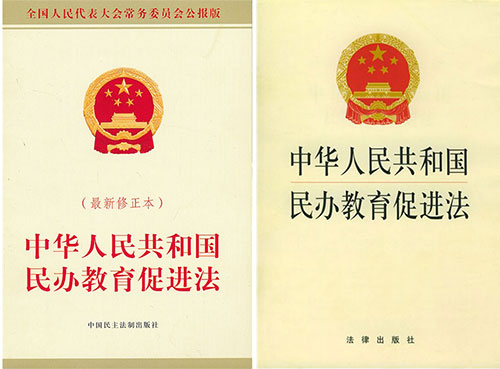 全国人民代表大会常务委员会公报版
（最新修正本）
中华人民共和国
民办教育促进法
中国民主法制出版社
中华人民共和国
民办教育促进法
法律出版社